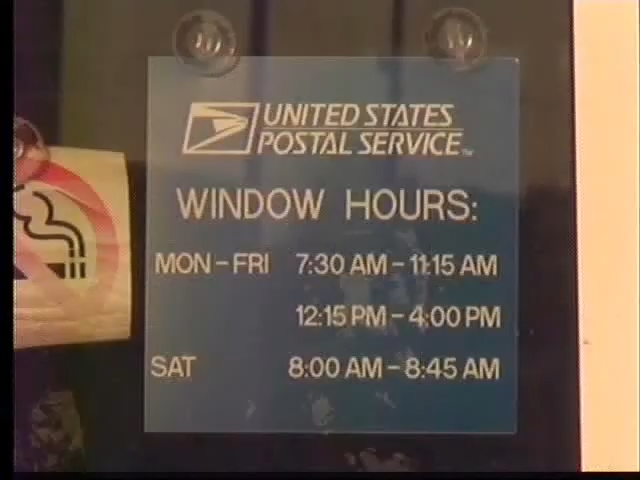 UNITED STATES
POSTAL SERVICE™
WINDOW HOURS:
MON – FRI 7:30 AM – 11:15 AM
12:15 PM – 4:00 PM
SAT 8:00 AM – 8:45 AM